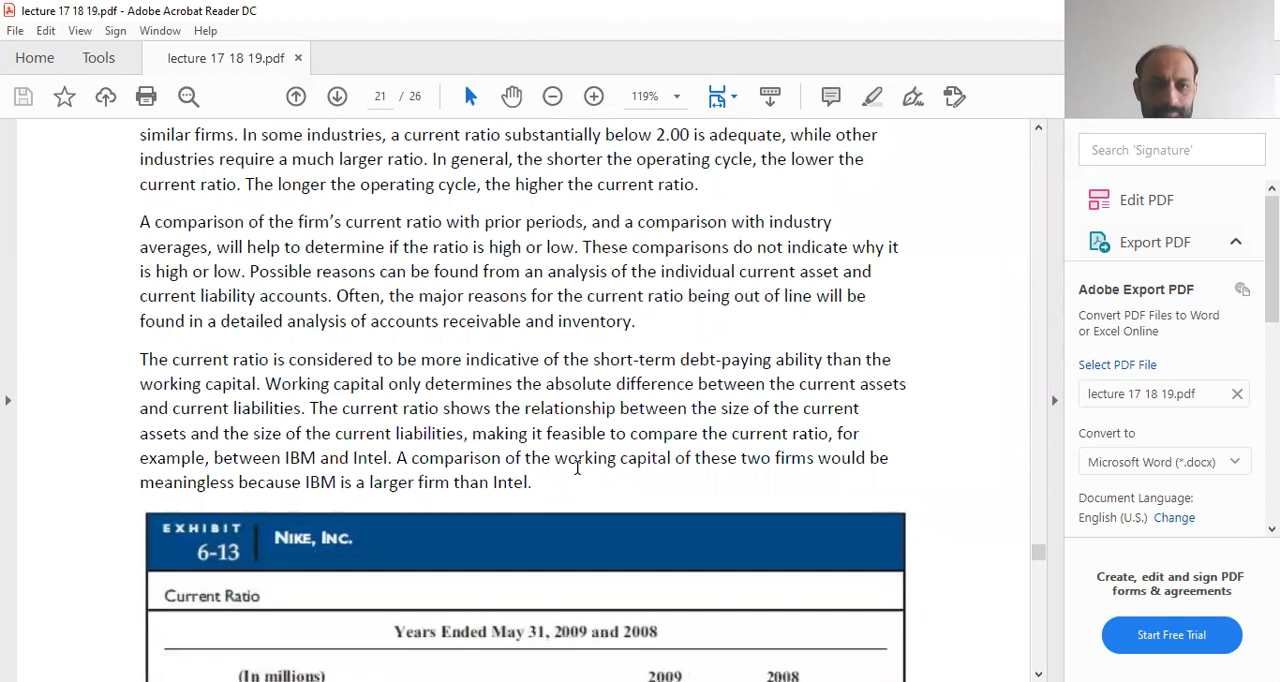 lecture 17 18 19.pdf - Adobe Acrobat Reader DC
File Edit View Sign Window Help
Home Tools lecture 17 18 19.pdf ×
21 / 26 119%
similar firms. In some industries, a current ratio substantially below 2.00 is adequate, while other
industries require a much larger ratio. In general, the shorter the operating cycle, the lower the
current ratio. The longer the operating cycle, the higher the current ratio.
A comparison of the firm's current ratio with prior periods, and a comparison with industry
averages, will help to determine if the ratio is high or low. These comparisons do not indicate why it
is high or low. Possible reasons can be found from an analysis of the individual current asset and
current liability accounts. Often, the major reasons for the current ratio being out of line will be
found in a detailed analysis of accounts receivable and inventory.
The current ratio is considered to be more indicative of the short-term debt-paying ability than the
working capital. Working capital only determines the absolute difference between the current assets
and current liabilities. The current ratio shows the relationship between the size of the current
assets and the size of the current liabilities, making it feasible to compare the current ratio, for
example, between IBM and Intel. A comparison of the working capital of these two firms would be
meaningless because IBM is a larger firm than Intel.
EXHIBIT
6-13
NIKE, INC.
Current Ratio
Years Ended May 31, 2009 and 2008
(In millions) 2009 2008
Search 'Signature'
Edit PDF
Export PDF
Adobe Export PDF
Convert PDF Files to Word
or Excel Online
Select PDF File
lecture 17 18 19.pdf
Convert to
Microsoft Word (*.docx)
Document Language:
English (U.S.) Change
Create, edit and sign PDF
forms & agreements
Start Free Trial